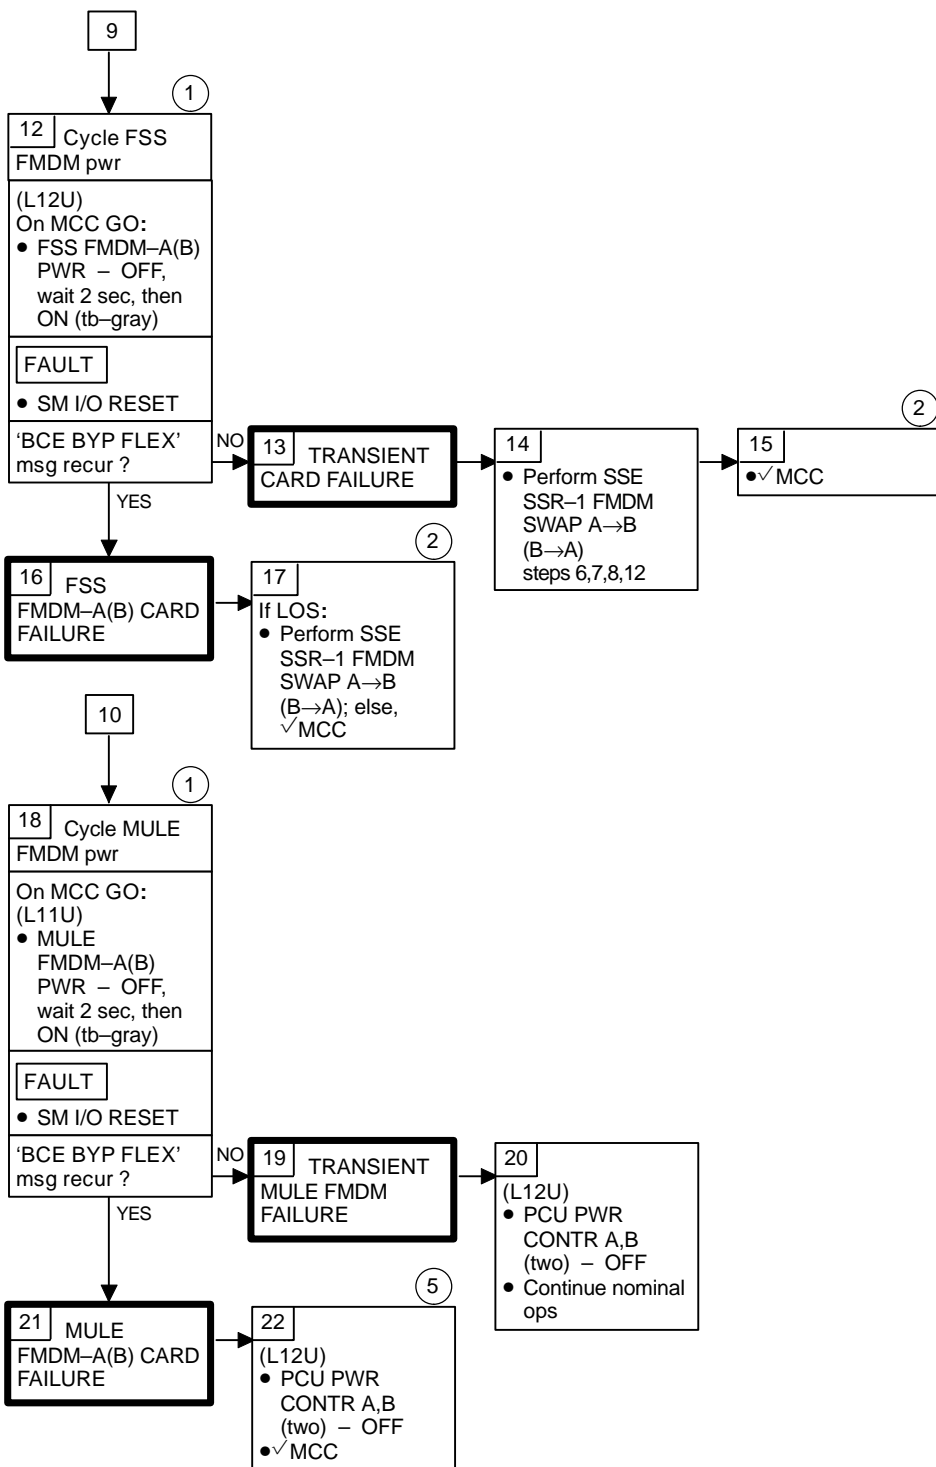 9
1
12 Cycle FSS
FMDM pwr
(L12U)
On MCC GO:
• FSS FMDM–A(B)
PWR – OFF,
wait 2 sec, then
ON (tb–gray)
FAULT
• SM I/O RESET
‘BCE BYP FLEX’
msg recur ?
NO
YES
13 TRANSIENT
CARD FAILURE
14
• Perform SSE
SSR–1 FMDM
SWAP A→B
(B→A)
steps 6,7,8,12
2
15
•√MCC
16 FSS
FMDM–A(B) CARD
FAILURE
2
17
If LOS:
• Perform SSE
SSR–1 FMDM
SWAP A→B
(B→A); else,
√MCC
10
1
18 Cycle MULE
FMDM pwr
On MCC GO:
(L11U)
• MULE
FMDM–A(B)
PWR – OFF,
wait 2 sec, then
ON (tb–gray)
FAULT
• SM I/O RESET
‘BCE BYP FLEX’
msg recur ?
NO
YES
19 TRANSIENT
MULE FMDM
FAILURE
20
(L12U)
• PCU PWR
CONTR A,B
(two) – OFF
• Continue nominal
ops
21 MULE
FMDM–A(B) CARD
FAILURE
5
22
(L12U)
• PCU PWR
CONTR A,B
(two) – OFF
•√MCC